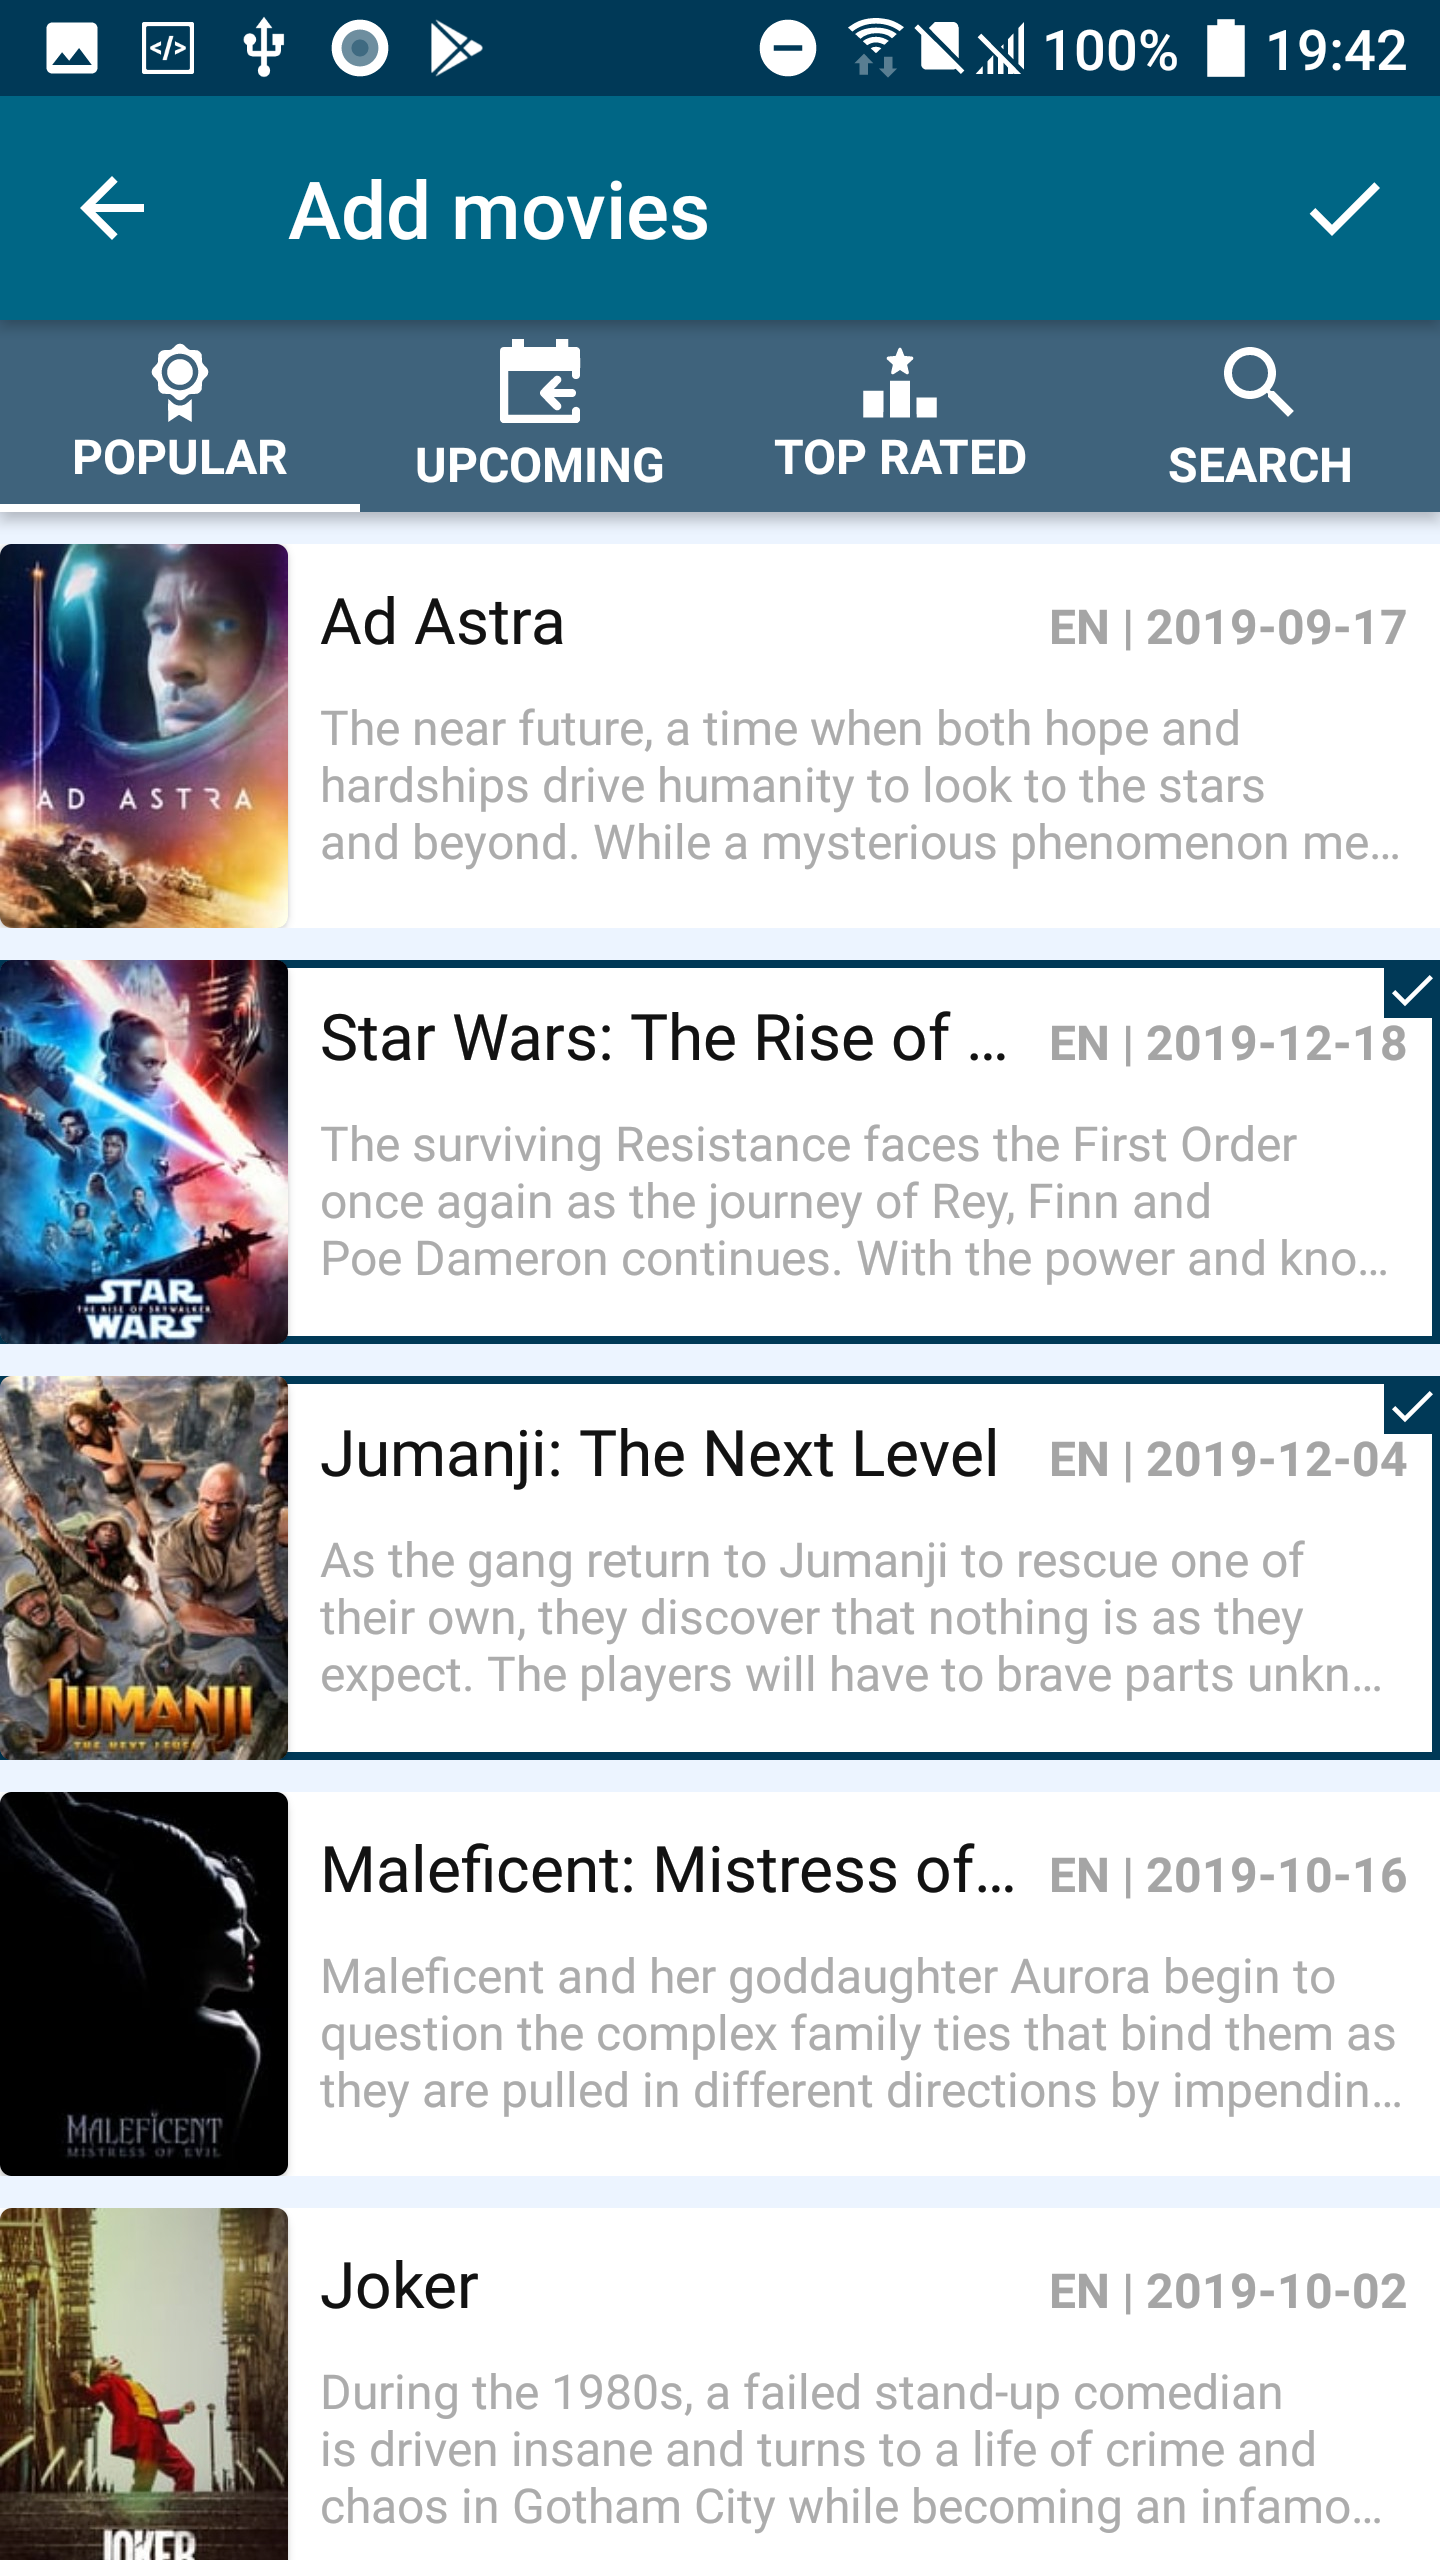 100% 19:42
Add movies
POPULAR
UPCOMING
TOP RATED
SEARCH
AD ASTRA
Ad Astra
EN | 2019-09-17
The near future, a time when both hope and
hardships drive humanity to look to the stars
and beyond. While a mysterious phenomenon me…
STAR
THE RISE OF SKYWALKER
WARS
Star Wars: The Rise of …
EN | 2019-12-18
The surviving Resistance faces the First Order
once again as the journey of Rey, Finn and
Poe Dameron continues. With the power and kno…
JUMANJI
THE NEXT LEVEL
Jumanji: The Next Level
EN | 2019-12-04
As the gang return to Jumanji to rescue one of
their own, they discover that nothing is as they
expect. The players will have to brave parts unkn…
MALEFICENT
MISTRESS OF EVIL
Maleficent: Mistress of…
EN | 2019-10-16
Maleficent and her goddaughter Aurora begin to
question the complex family ties that bind them as
they are pulled in different directions by impendin…
JOKER
Joker
EN | 2019-10-02
During the 1980s, a failed stand-up comedian
is driven insane and turns to a life of crime and
chaos in Gotham City while becoming an infamo…